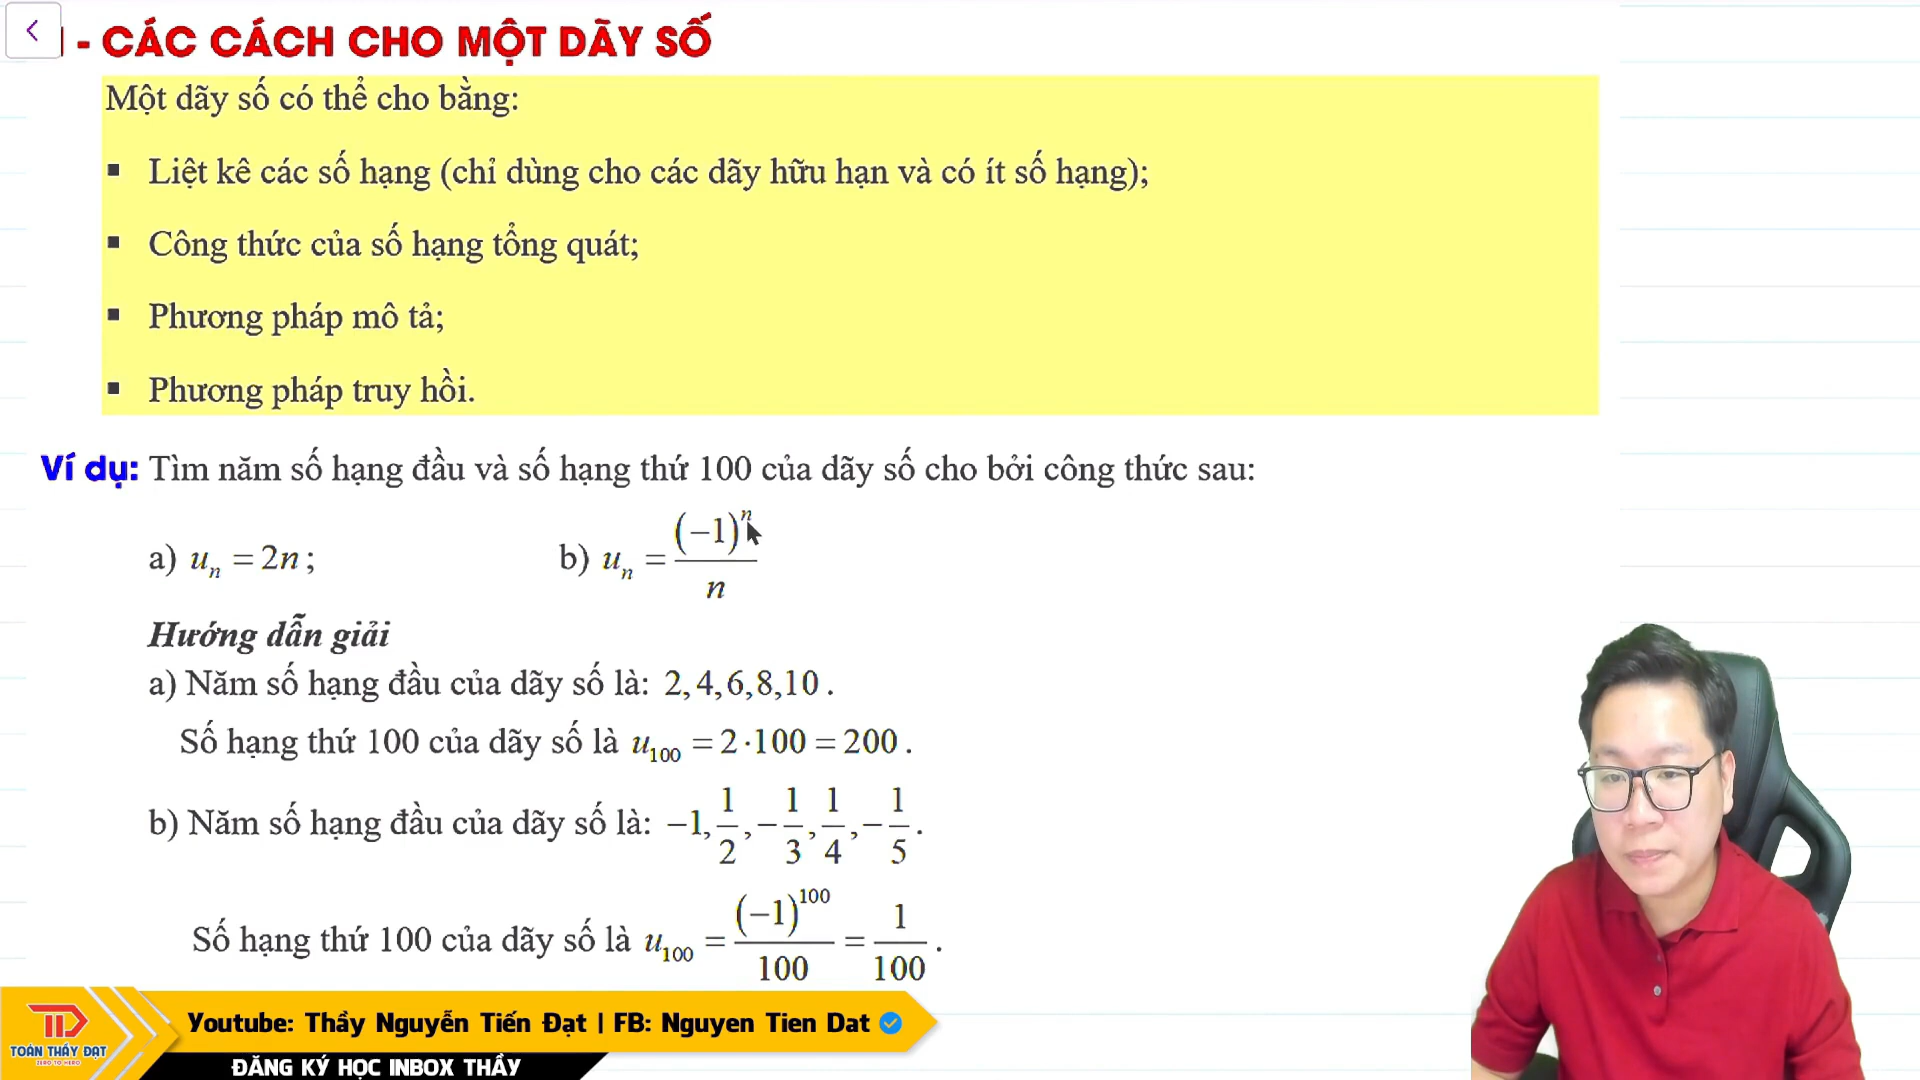 I - CÁC CÁCH CHO MỘT DÃY SỐ
Một dãy số có thể cho bằng:
▪ Liệt kê các số hạng (chỉ dùng cho các dãy hữu hạn và có ít số hạng);
▪ Công thức của số hạng tổng quát;
▪ Phương pháp mô tả;
▪ Phương pháp truy hồi.
Ví dụ: Tìm năm số hạng đầu và số hạng thứ 100 của dãy số cho bởi công thức sau:
a) uₙ = 2n ; b) uₙ = (−1)ⁿ / n
Hướng dẫn giải
a) Năm số hạng đầu của dãy số là: 2, 4, 6, 8, 10 .
Số hạng thứ 100 của dãy số là u₁₀₀ = 2 · 100 = 200 .
b) Năm số hạng đầu của dãy số là: −1, 1/2, −1/3, 1/4, −1/5 .
Số hạng thứ 100 của dãy số là u₁₀₀ = (−1)¹⁰⁰ / 100 = 1/100 .
Youtube: Thầy Nguyễn Tiến Đạt | FB: Nguyen Tien Dat
TOÁN THẦY ĐẠT
ZERO TO HERO
ĐĂNG KÝ HỌC INBOX THẦY